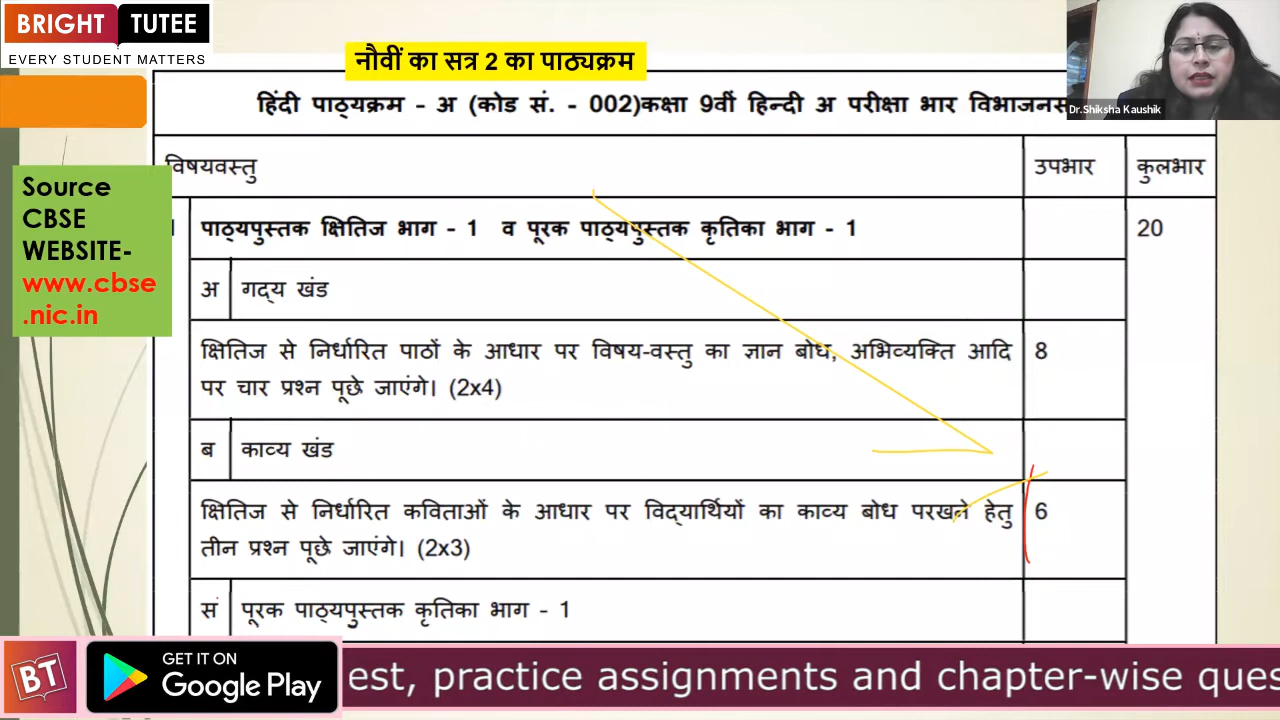 BRIGHT TUTEE
EVERY STUDENT MATTERS
नौवीं का सत्र 2 का पाठ्यक्रम
Dr.Shiksha Kaushik
हिंदी पाठ्यक्रम - अ (कोड सं. - 002)कक्षा 9वीं हिन्दी अ परीक्षा भार
विषयवस्तु उपभार कुलभार
Source
CBSE
WEBSITE-
www.cbse
.nic.in
पाठ्यपुस्तक क्षितिज भाग - 1 व पूरक पाठ्यपुस्तक कृतिका भाग - 1 20
अ गद्य खंड
क्षितिज से निर्धारित पाठों के आधार पर विषय-वस्तु का ज्ञान बोध, अभिव्यक्ति आदि 8
पर चार प्रश्न पूछे जाएंगे। (2x4)
ब काव्य खंड
क्षितिज से निर्धारित कविताओं के आधार पर विद्यार्थियों का काव्य बोध परखने हेतु 6
तीन प्रश्न पूछे जाएंगे। (2x3)
सं पूरक पाठ्यपुस्तक कृतिका भाग - 1
BT
GET IT ON
Google Play
est, practice assignments and chapter-wise ques